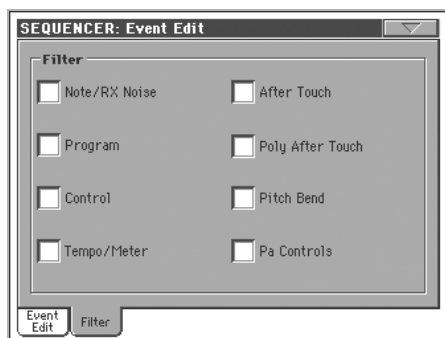 SEQUENCER: Event Edit
Filter
Note/RX Noise
After Touch
Program
Poly After Touch
Control
Pitch Bend
Tempo/Meter
Pa Controls
Event
Edit
Filter